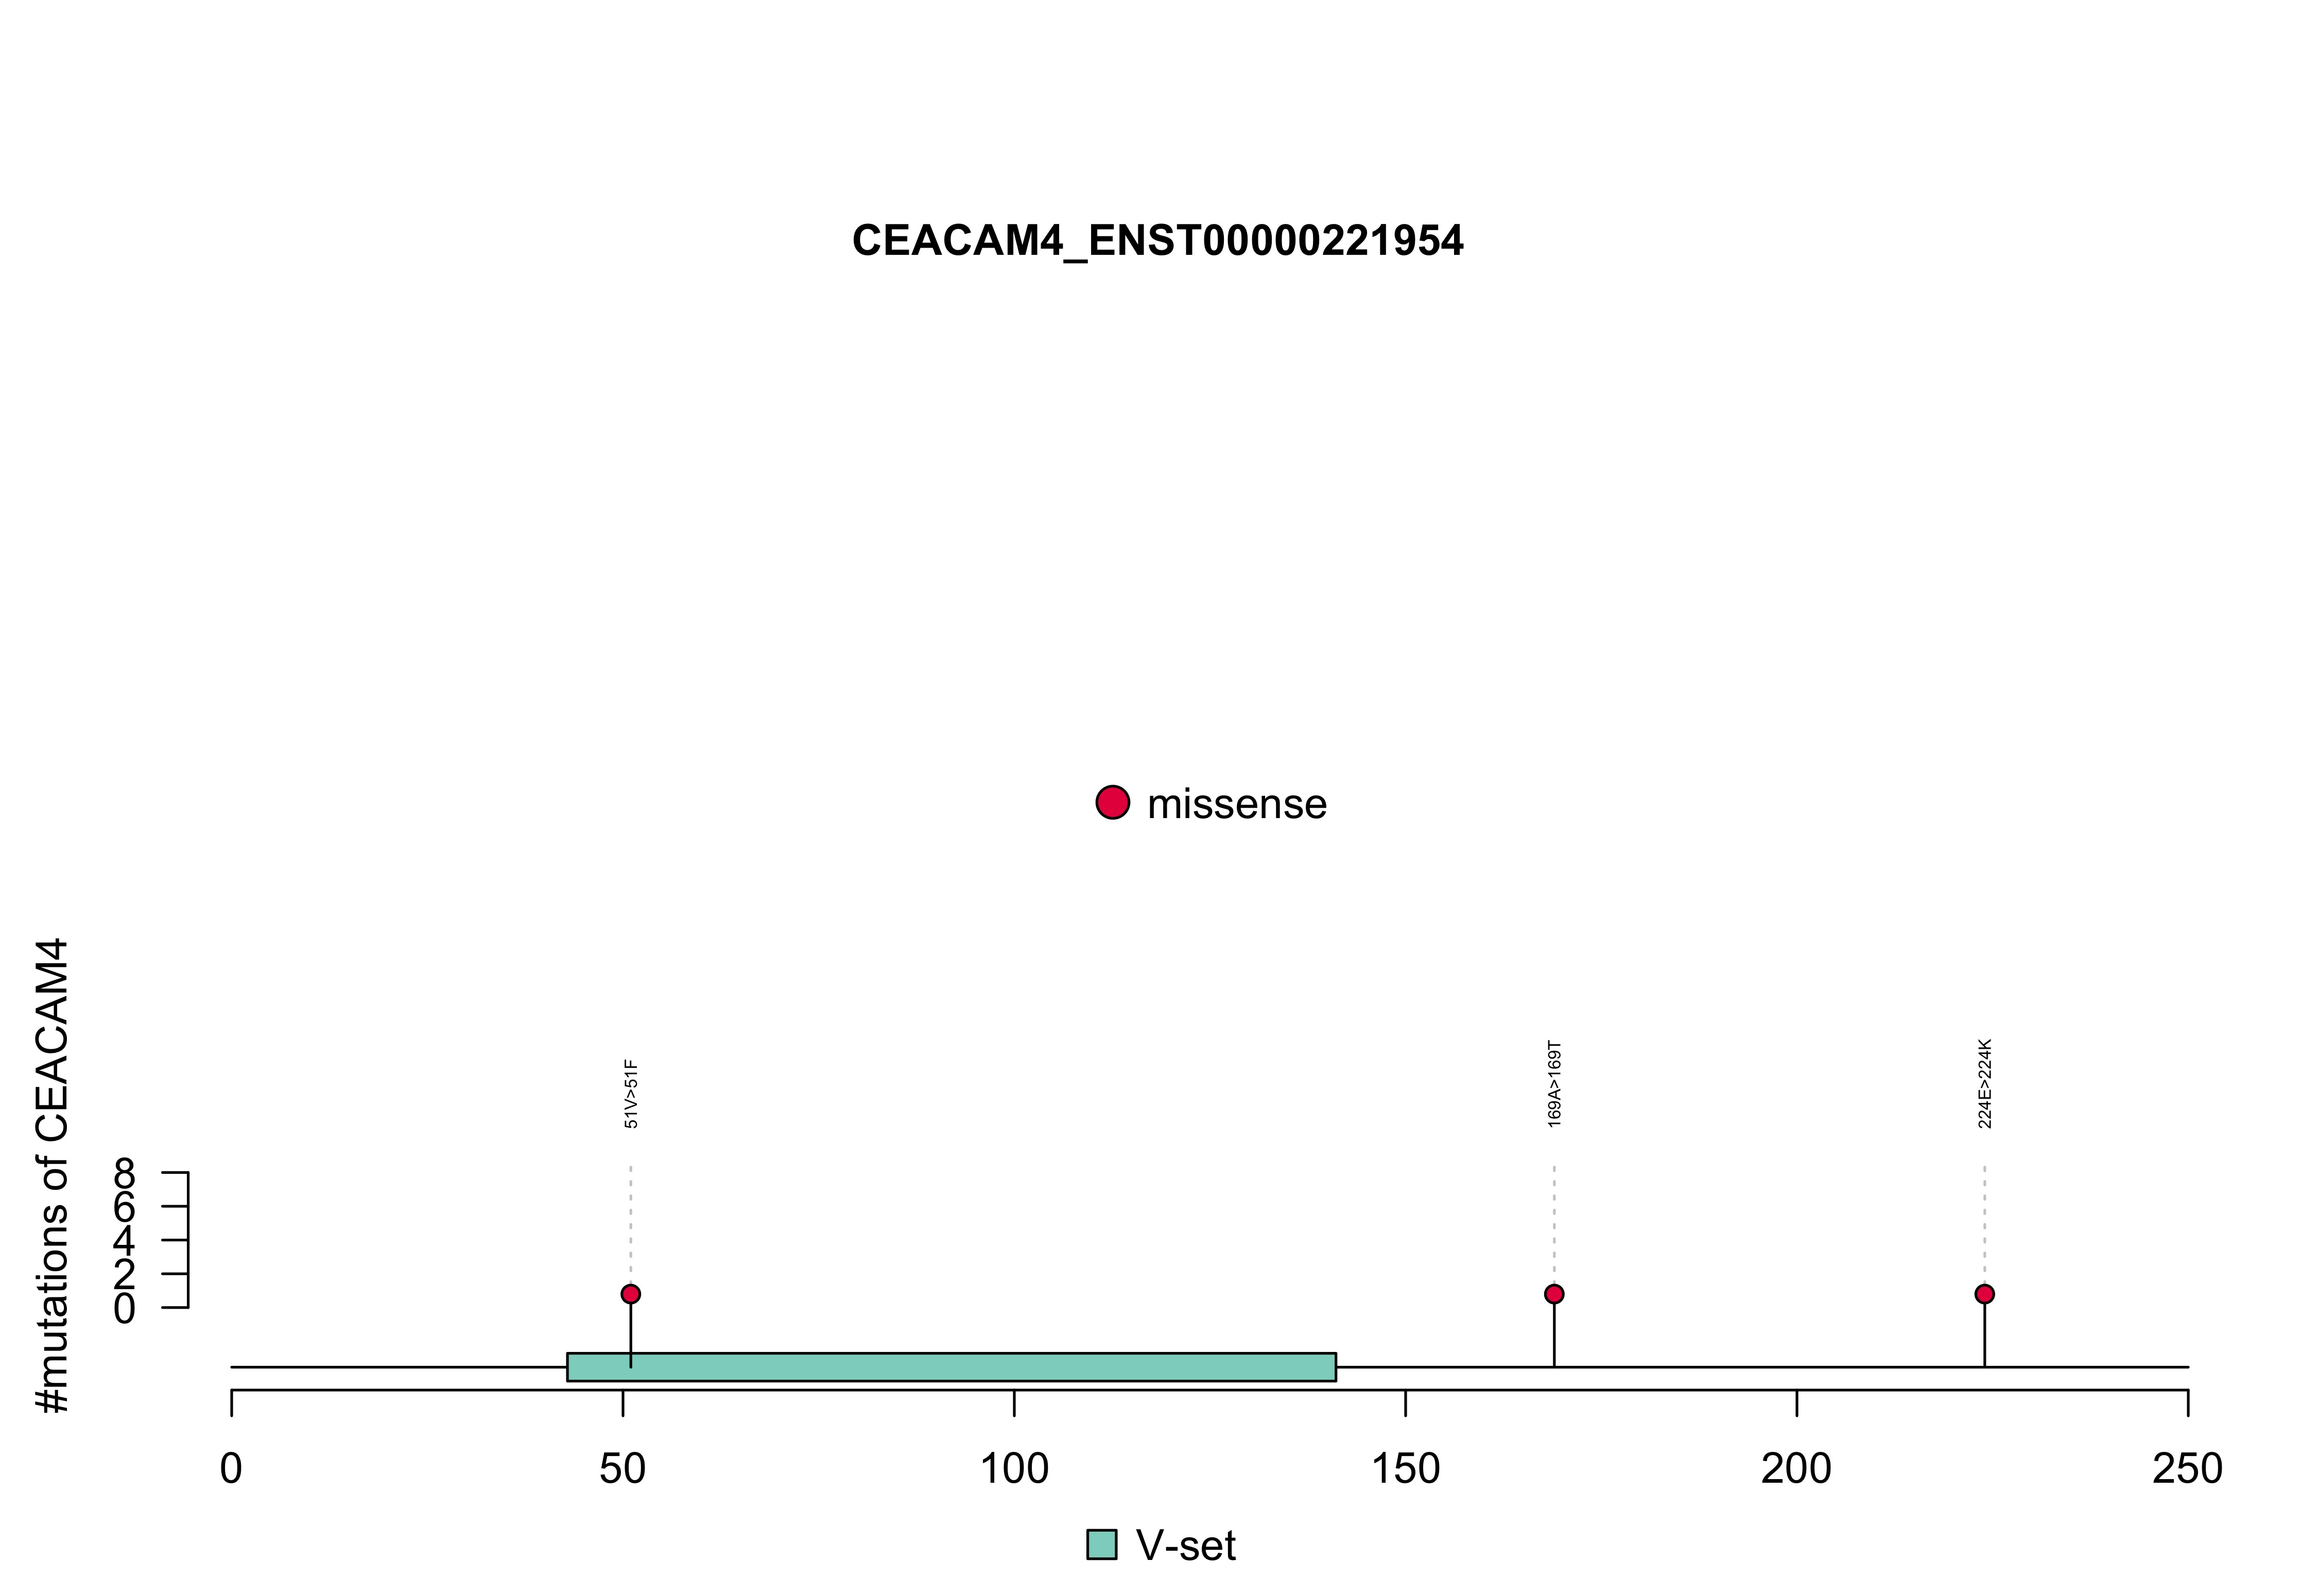 CEACAM4_ENST00000221954
missense
#mutations of CEACAM4
51V>51F
169A>169T
224E>224K
8
6
4
2
0
0 50 100 150 200 250
V-set